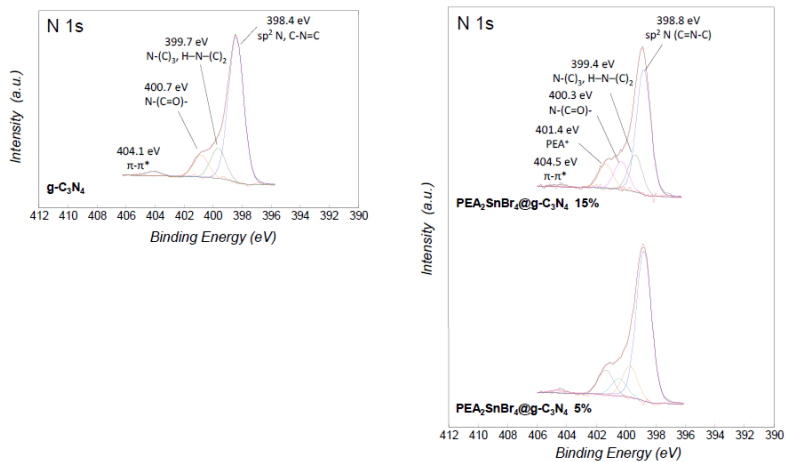 N 1s
398.4 eV
sp² N, C-N=C
399.7 eV
N-(C)₃, H–N–(C)₂
400.7 eV
N-(C=O)-
404.1 eV
π-π*
g-C₃N₄
Intensity (a.u.)
412 410 408 406 404 402 400 398 396 394 392 390
Binding Energy (eV)
N 1s
398.8 eV
sp² N (C=N-C)
399.4 eV
N-(C)₃, H–N–(C)₂
400.3 eV
N-(C=O)-
401.4 eV
PEA⁺
404.5 eV
π-π*
PEA₂SnBr₄@g-C₃N₄ 15%
Intensity (a.u.)
PEA₂SnBr₄@g-C₃N₄ 5%
412 410 408 406 404 402 400 398 396 394 392 390
Binding Energy (eV)